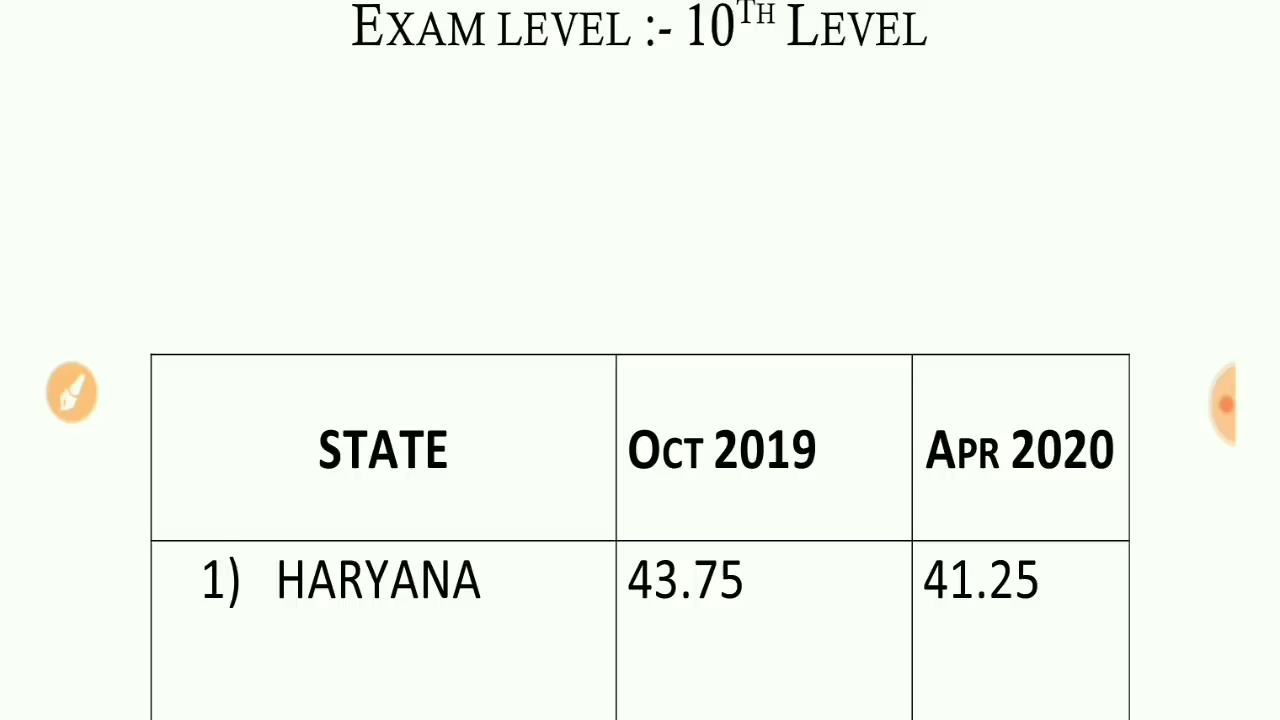 EXAM LEVEL :- 10TH LEVEL
STATE OCT 2019 APR 2020
1) HARYANA 43.75 41.25